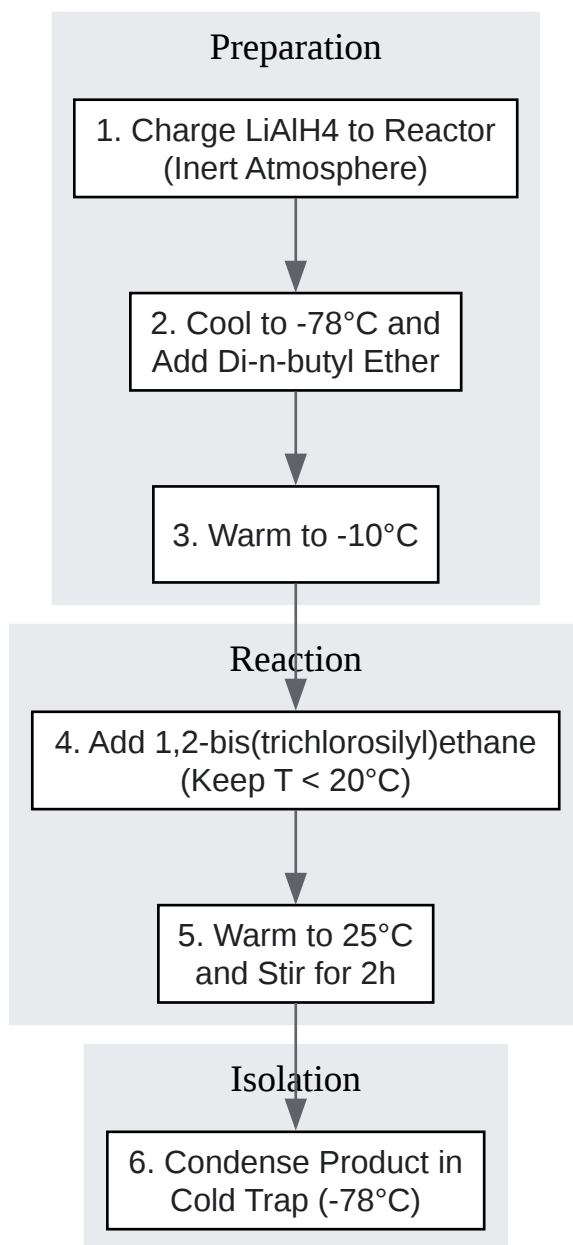 Preparation
1. Charge LiAlH4 to Reactor
(Inert Atmosphere)
2. Cool to -78°C and
Add Di-n-butyl Ether
3. Warm to -10°C
Reaction
4. Add 1,2-bis(trichlorosilyl)ethane
(Keep T < 20°C)
5. Warm to 25°C
and Stir for 2h
Isolation
6. Condense Product in
Cold Trap (-78°C)